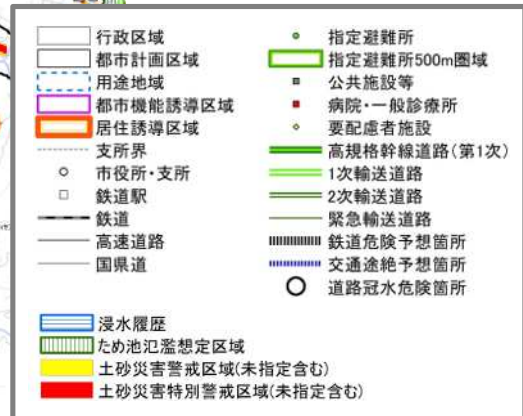 行政区域
都市計画区域
用途地域
都市機能誘導区域
居住誘導区域
支所界
市役所・支所
鉄道駅
鉄道
高速道路
国県道
指定避難所
指定避難所500m圏域
公共施設等
病院・一般診療所
要配慮者施設
高規格幹線道路(第1次)
1次輸送道路
2次輸送道路
緊急輸送道路
鉄道危険予想箇所
交通途絶予想箇所
道路冠水危険箇所
浸水履歴
ため池氾濫想定区域
土砂災害警戒区域(未指定含む)
土砂災害特別警戒区域(未指定含む)